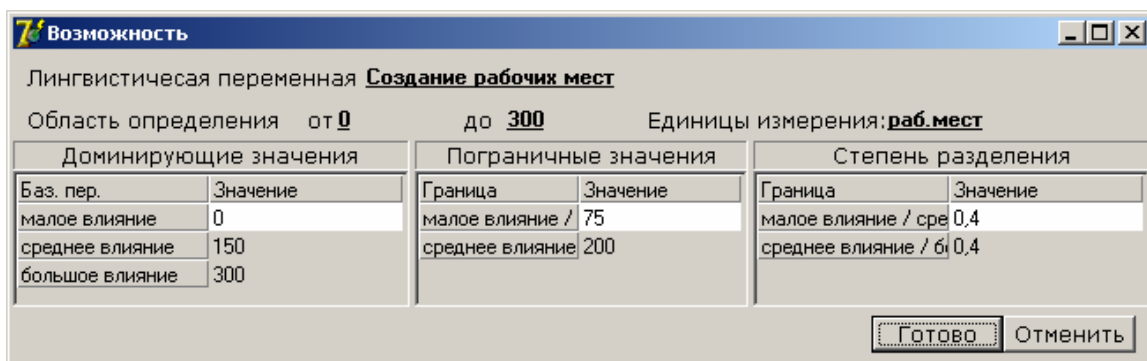 Возможность
Лингвистичесая переменная Создание рабочих мест
Область определения от 0 до 300 Единицы измерения: раб.мест
Доминирующие значения Пограничные значения Степень разделения
Баз. пер. Значение Граница Значение Граница Значение
малое влияние 0 малое влияние / 75 малое влияние / сре 0,4
среднее влияние 150 среднее влияние 200 среднее влияние / б 0,4
большое влияние 300
Готово Отменить